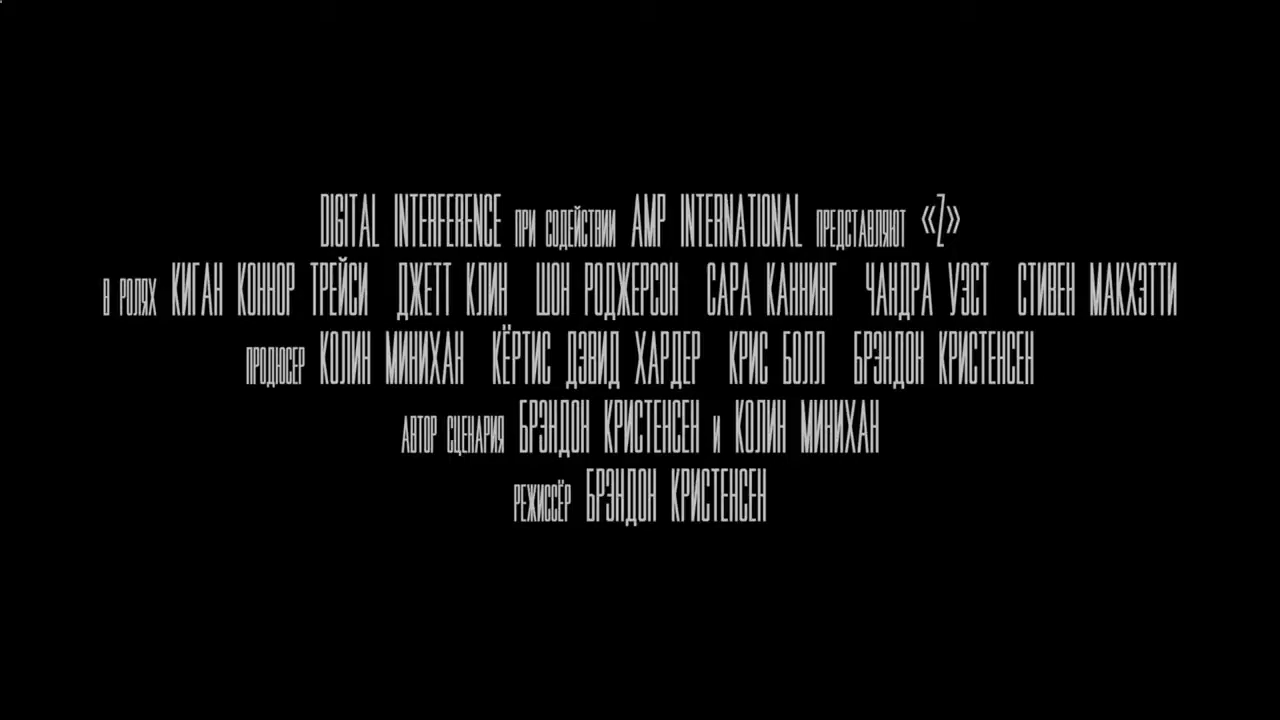 DIGITAL INTERFERENCE ПРИ СОДЕЙСТВИИ AMP INTERNATIONAL ПРЕДСТАВЛЯЮТ «Z»
В РОЛЯХ КИГАН КОННОР ТРЕЙСИ ДЖЕТТ КЛИН ШОН РОДЖЕРСОН САРА КАННИНГ ЧАНДРА УЭСТ СТИВЕН МАКХЭТТИ
ПРОДЮСЕР КОЛИН МИНИХАН КЁРТИС ДЭВИД ХАРДЕР КРИС БОЛЛ БРЭНДОН КРИСТЕНСЕН
АВТОР СЦЕНАРИЯ БРЭНДОН КРИСТЕНСЕН И КОЛИН МИНИХАН
РЕЖИССЁР БРЭНДОН КРИСТЕНСЕН